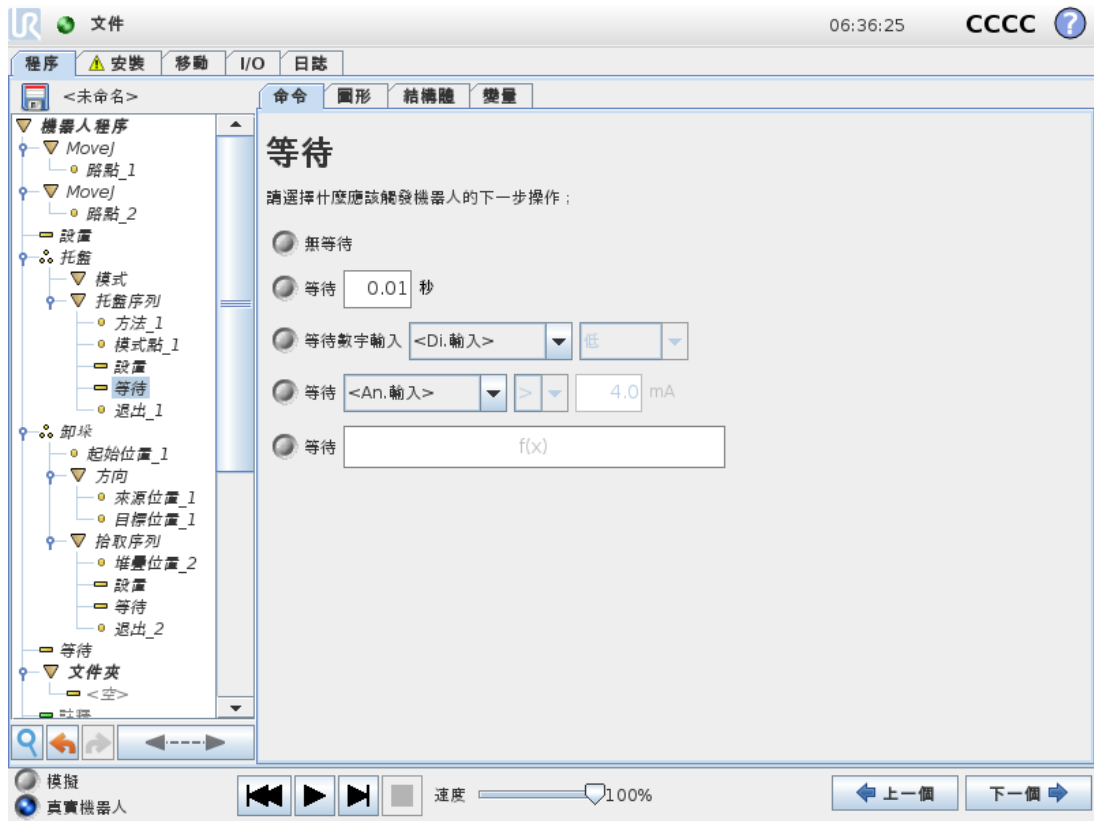 UR 文件 06:36:25 CCCC ?
程序 安裝 移動 I/O 日誌
<未命名> 命令 圖形 結構體 變量
機器人程序
MoveJ
路點_1
MoveJ
路點_2
設置
托盤
模式
托盤序列
方法_1
模式點_1
設置
等待
退出_1
卸垛
起始位置_1
方向
來源位置_1
目標位置_1
拾取序列
堆疊位置_2
設置
等待
退出_2
等待
文件夾
<空>
註釋
等待
請選擇什麼應該觸發機器人的下一步操作；
無等待
等待 0.01 秒
等待數字輸入 <Di.輸入> 低
等待 <An.輸入> > 4.0 mA
等待 f(x)
模擬
真實機器人
速度 100%
上一個 下一個